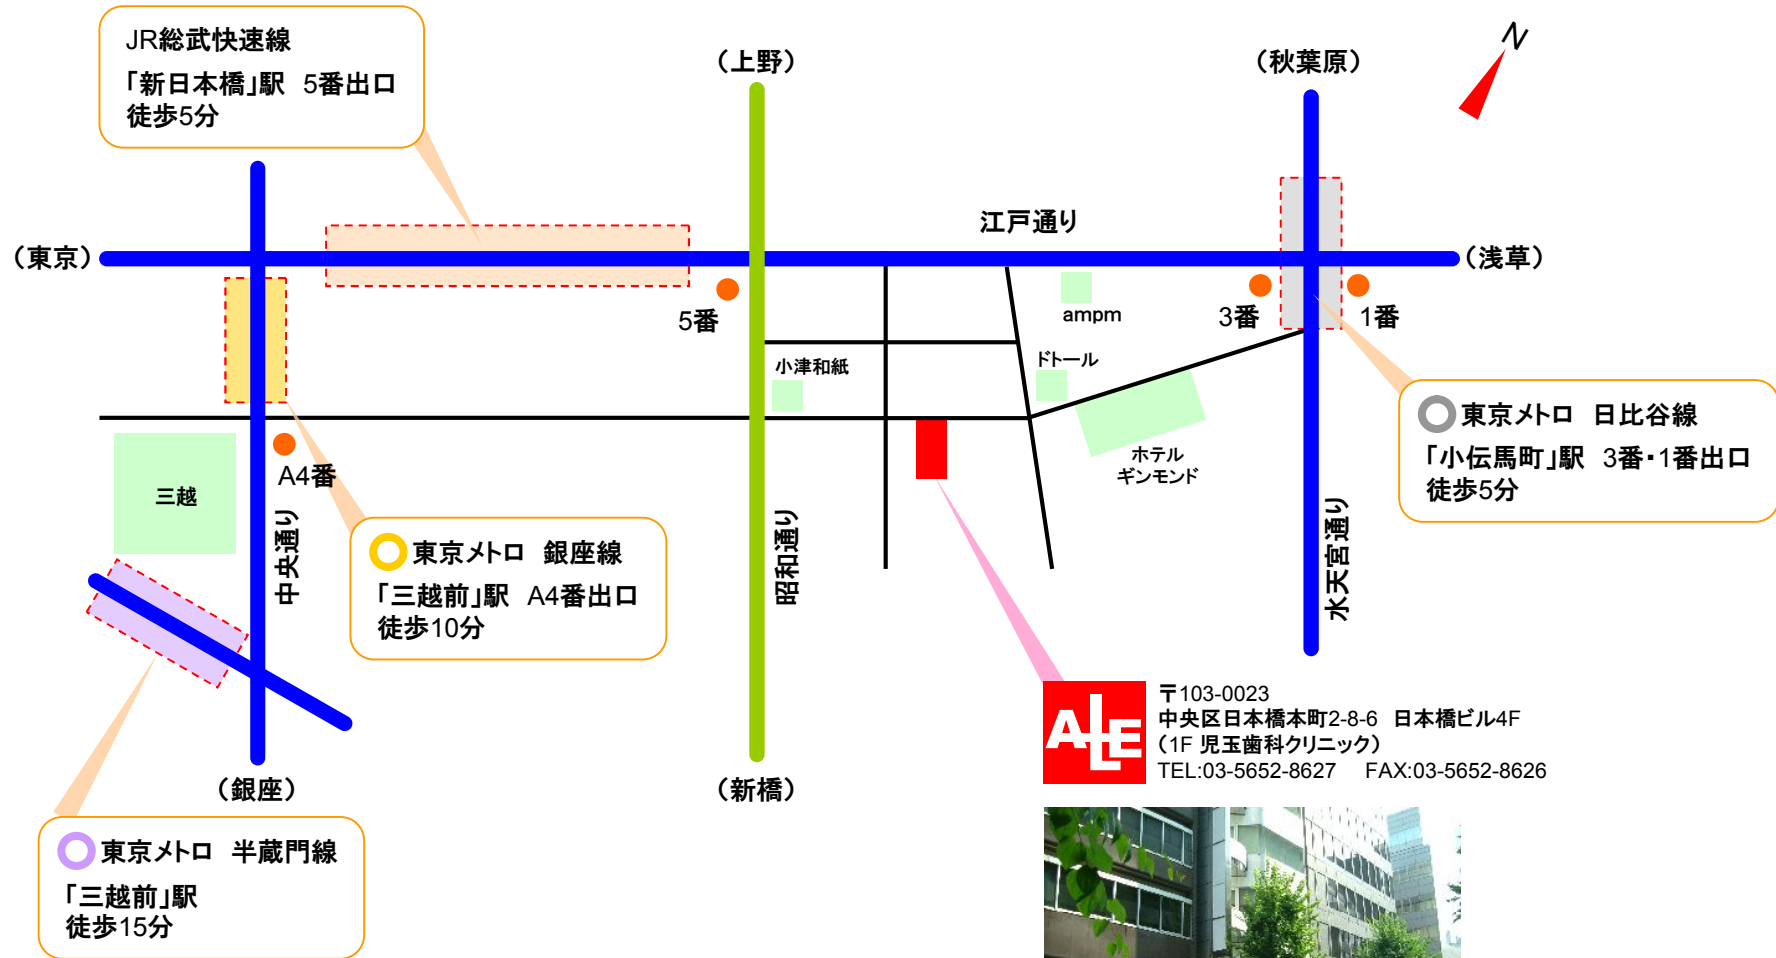 JR総武快速線
「新日本橋」駅 5番出口
徒歩5分
（上野）
（秋葉原）
N
江戸通り
（東京）
（浅草）
5番
ampm
3番
1番
小津和紙
ドトール
東京メトロ 日比谷線
「小伝馬町」駅 3番・1番出口
徒歩5分
A4番
三越
ホテル
ギンモンド
中央通り
昭和通り
水天宮通り
東京メトロ 銀座線
「三越前」駅 A4番出口
徒歩10分
ALE
〒103-0023
中央区日本橋本町2-8-6 日本橋ビル4F
（1F 児玉歯科クリニック）
TEL:03-5652-8627 FAX:03-5652-8626
（銀座）
（新橋）
東京メトロ 半蔵門線
「三越前」駅
徒歩15分